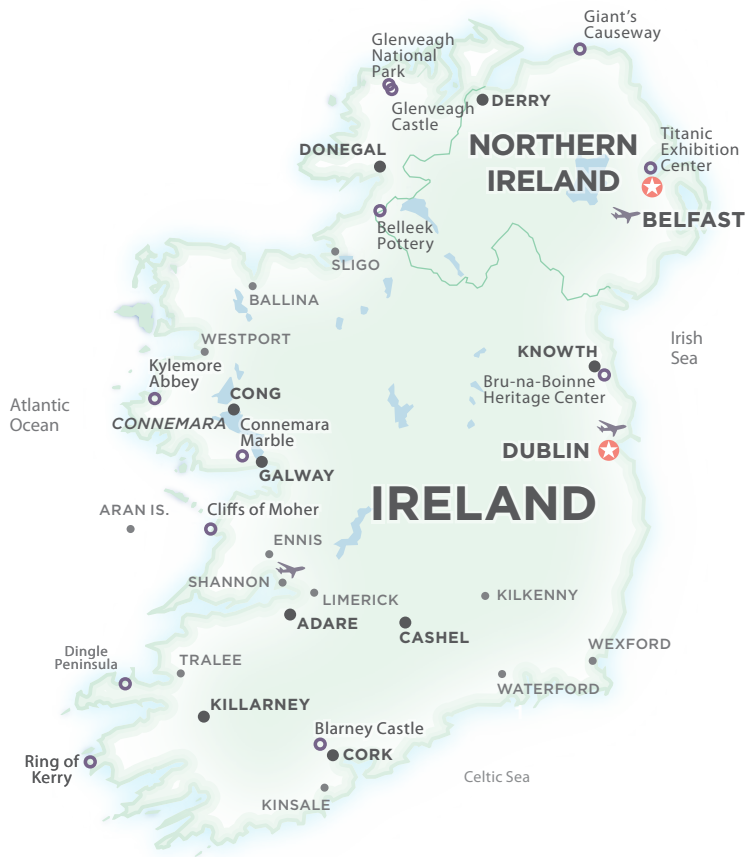 Giant's
Causeway
Glenveagh
National
Park
Glenveagh
Castle
DERRY
NORTHERN
IRELAND
Titanic
Exhibition
Center
DONEGAL
BELFAST
Belleek
Pottery
SLIGO
BALLINA
WESTPORT
Irish
Sea
KNOWTH
Kylemore
Abbey
Bru-na-Boinne
Heritage Center
CONG
Atlantic
Ocean
CONNEMARA
Connemara
Marble
DUBLIN
GALWAY
IRELAND
ARAN IS.
Cliffs of Moher
ENNIS
SHANNON
LIMERICK
KILKENNY
ADARE
CASHEL
WEXFORD
Dingle
Peninsula
TRALEE
WATERFORD
KILLARNEY
Blarney Castle
Ring of
Kerry
CORK
Celtic Sea
KINSALE